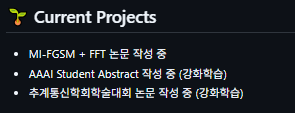 🌱 Current Projects
• MI-FGSM + FFT 논문 작성 중
• AAAI Student Abstract 작성 중 (강화학습)
• 추계통신학회학술대회 논문 작성 중 (강화학습)